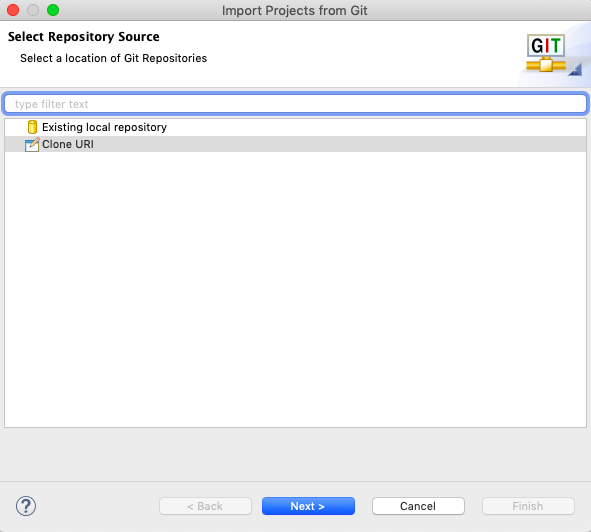 Import Projects from Git
Select Repository Source
Select a location of Git Repositories
GIT
type filter text
Existing local repository
Clone URI
?
< Back
Next >
Cancel
Finish